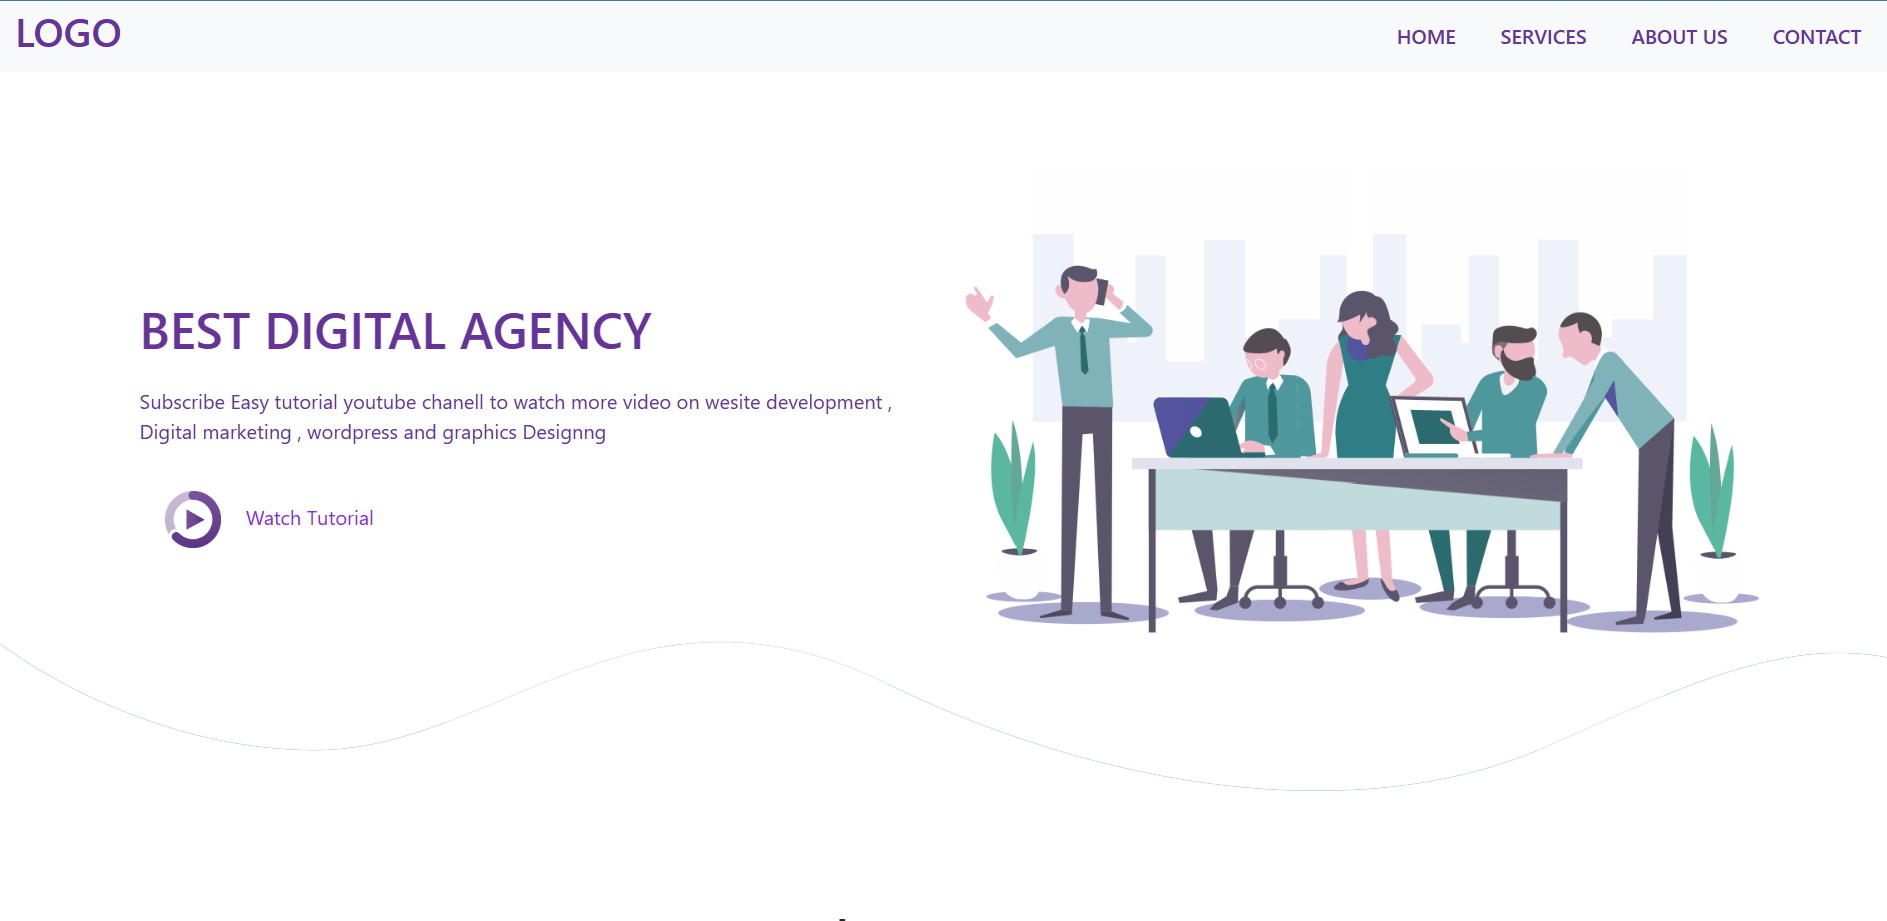 LOGO
HOME SERVICES ABOUT US CONTACT
BEST DIGITAL AGENCY
Subscribe Easy tutorial youtube chanell to watch more video on wesite development ,
Digital marketing , wordpress and graphics Designng
Watch Tutorial